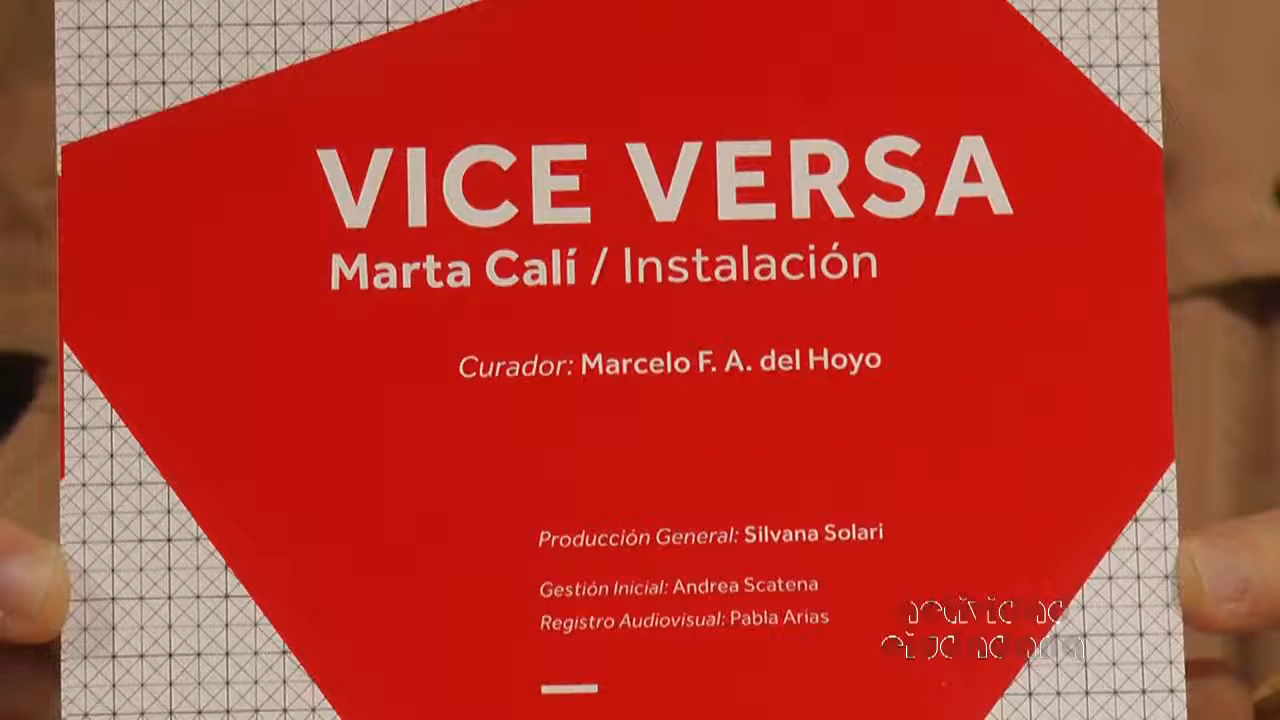 VICE VERSA
Marta Calí / Instalación
Curador: Marcelo F. A. del Hoyo
Producción General: Silvana Solari
Gestión Inicial: Andrea Scatena
Registro Audiovisual: Pabla Arias